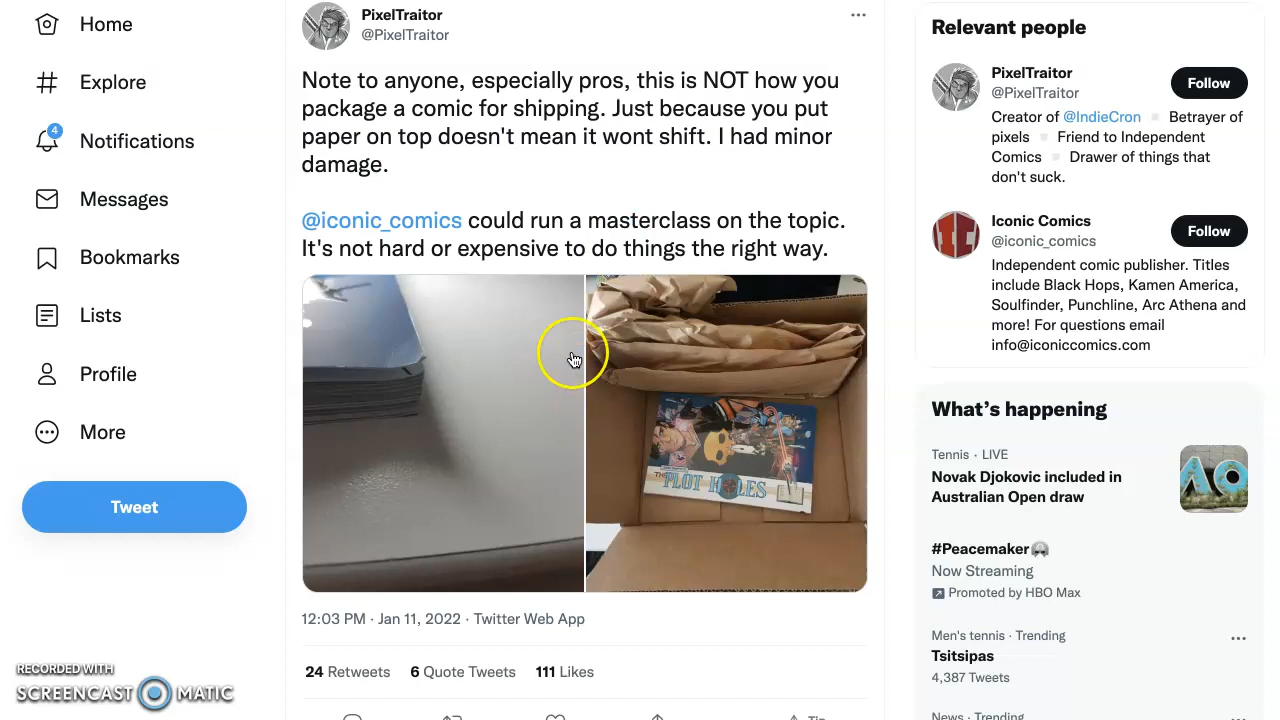 Home
Explore
4
Notifications
Messages
Bookmarks
Lists
Profile
More
Tweet
RECORDED WITH
SCREENCAST MATIC
PixelTraitor
@PixelTraitor
Note to anyone, especially pros, this is NOT how you
package a comic for shipping. Just because you put
paper on top doesn't mean it wont shift. I had minor
damage.
@iconic_comics could run a masterclass on the topic.
It's not hard or expensive to do things the right way.
The PLOT HOLES
12:03 PM · Jan 11, 2022 · Twitter Web App
24 Retweets 6 Quote Tweets 111 Likes
Tip
Relevant people
PixelTraitor
@PixelTraitor
Follow
Creator of @IndieCron ▫ Betrayer of
pixels ▫ Friend to Independent
Comics ▫ Drawer of things that
don't suck.
Iconic Comics
@iconic_comics
Follow
Independent comic publisher. Titles
include Black Hops, Kamen America,
Soulfinder, Punchline, Arc Athena and
more! For questions email
info@iconiccomics.com
What's happening
Tennis · LIVE
Novak Djokovic included in
Australian Open draw
AO
#Peacemaker
Now Streaming
Promoted by HBO Max
Men's tennis · Trending
Tsitsipas
4,387 Tweets
News · Trending